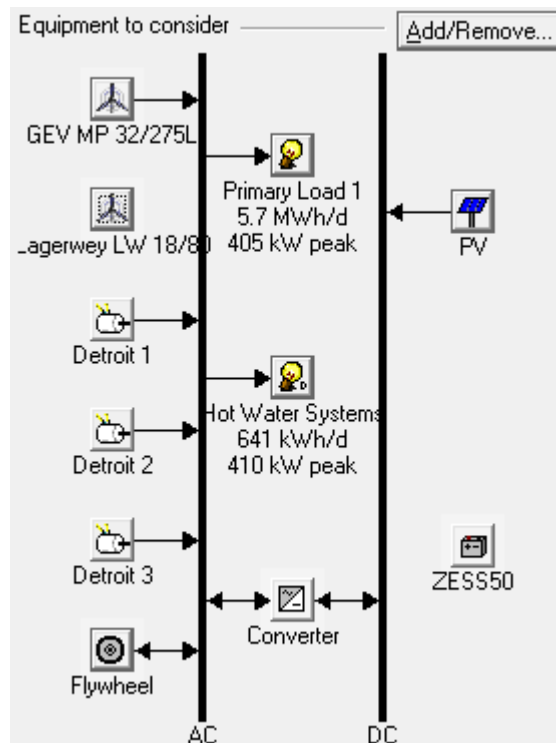 Equipment to consider
Add/Remove...
GEV MP 32/275L
Primary Load 1
5.7 MWh/d
405 kW peak
Lagerwey LW 18/80
PV
Detroit 1
Hot Water Systems
641 kWh/d
410 kW peak
Detroit 2
Detroit 3
ZESS50
Converter
Flywheel
AC
DC